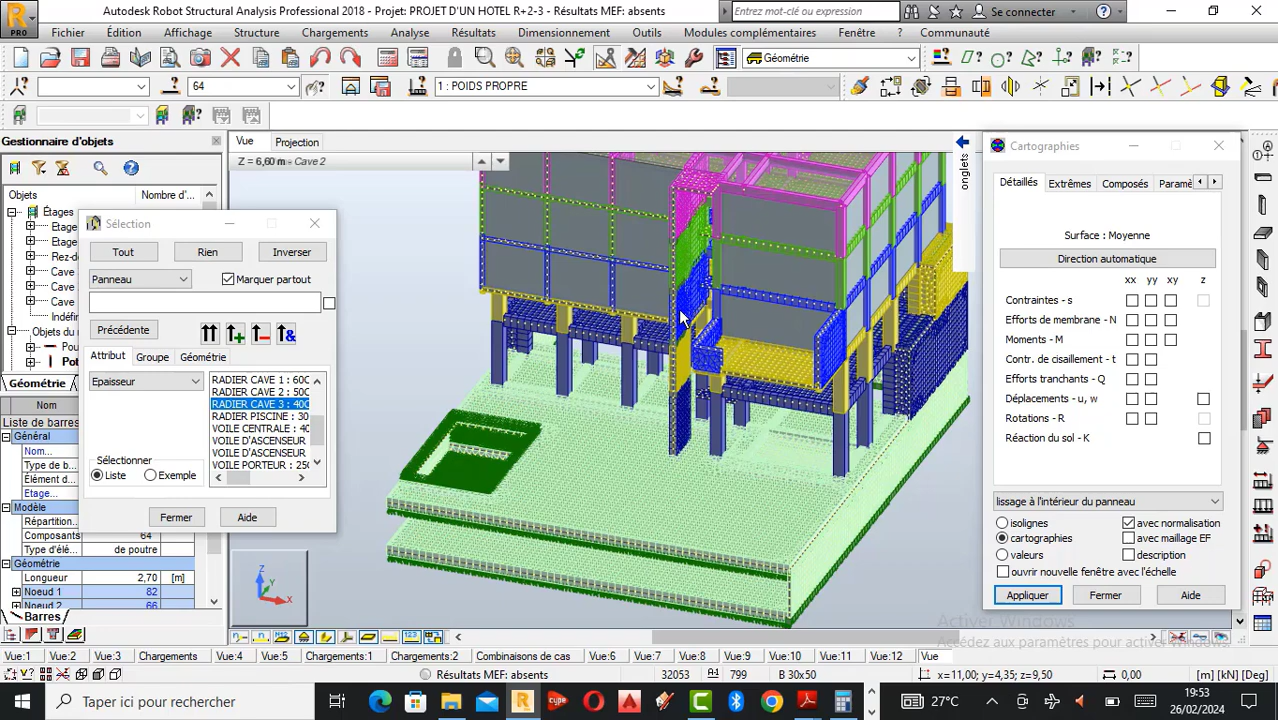 Autodesk Robot Structural Analysis Professional 2018 - Projet: PROJET D'UN HOTEL R+2-3 - Résultats MEF: absents
Entrez mot-clé ou expression
Se connecter
PRO
Fichier Édition Affichage Structure Chargements Analyse Résultats Dimensionnement Outils Modules complémentaires Fenêtre ? Communauté
Géométrie
64
1 : POIDS PROPRE
Gestionnaire d'objets
Vue Projection
Z = 6,60 m - Cave 2
onglets
Objets Nombre d'...
Étages
Etage
Etage
Rez-de
Cave
Cave
Cave
Indéfir
Objets du
Pou
Pot
Géométrie
Nom
Liste de barres
Général
Nom...
Type de b
Élément d
Etage...
Modèle
Répartition
Composants 64
Type d'élé... de poutre
Géométrie
Longueur 2,70 [m]
Noeud 1 82
Noeud 2 66
Barres
Sélection
Tout
Rien
Inverser
Panneau
Marquer partout
Précédente
Attribut Groupe Géométrie
Epaisseur
RADIER CAVE 1 : 60C
RADIER CAVE 2 : 50C
RADIER CAVE 3 : 40C
RADIER PISCINE : 30
VOILE CENTRALE : 4C
VOILE D'ASCENSEUR
VOILE D'ASCENSEUR
VOILE PORTEUR : 25C
Sélectionner
Liste Exemple
Fermer
Aide
Cartographies
Détaillés Extrêmes Composés Paramè
Surface : Moyenne
Direction automatique
xx yy xy z
Contraintes - s
Efforts de membrane - N
Moments - M
Contr. de cisaillement - t
Efforts tranchants - Q
Déplacements - u, w
Rotations - R
Réaction du sol - K
lissage à l'intérieur du panneau
isolignes
avec normalisation
cartographies
avec maillage EF
valeurs
description
ouvrir nouvelle fenêtre avec l'échelle
Appliquer
Fermer
Aide
Activer Windows
Accédez aux paramètres pour activer Windows.
Vue:1 Vue:2 Vue:3 Chargements Vue:4 Vue:5 Chargements:1 Chargements:2 Combinaisons de cas Vue:6 Vue:7 Vue:8 Vue:9 Vue:10 Vue:11 Vue:12 Vue
Résultats MEF: absents
32053
799
B 30x50
x=11,00; y=4,35; z=9,50
0,00
[m] [kN] [Deg]
Taper ici pour rechercher
27°C
19:53
26/02/2024